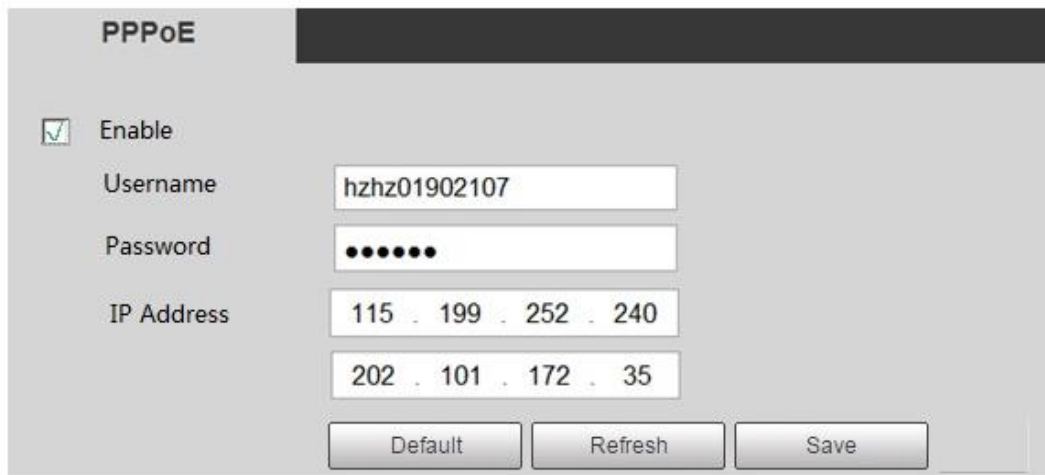 PPPoE
Enable
Username hzhz01902107
Password ●●●●●●
IP Address 115 . 199 . 252 . 240
202 . 101 . 172 . 35
Default Refresh Save